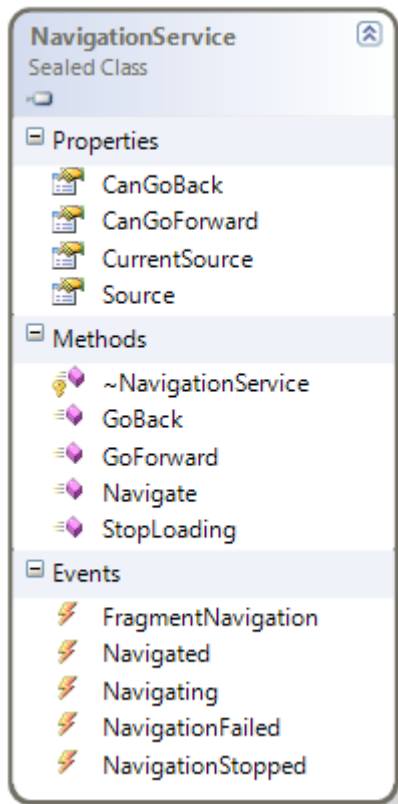 NavigationService
Sealed Class
Properties
CanGoBack
CanGoForward
CurrentSource
Source
Methods
~NavigationService
GoBack
GoForward
Navigate
StopLoading
Events
FragmentNavigation
Navigated
Navigating
NavigationFailed
NavigationStopped